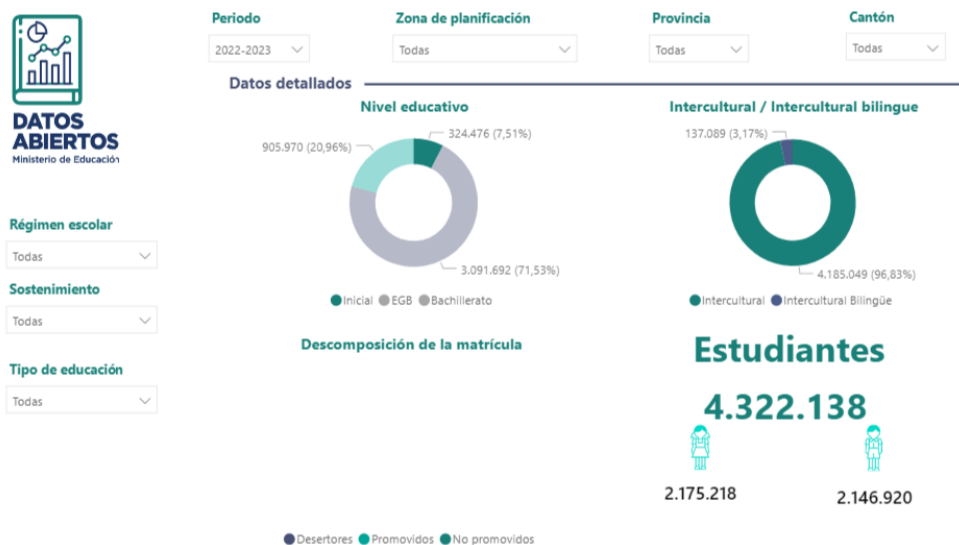 DATOS
ABIERTOS
Ministerio de Educación
Periodo
2022-2023
Zona de planificación
Todas
Provincia
Todas
Cantón
Todas
Datos detallados
Nivel educativo
324.476 (7,51%)
905.970 (20,96%)
3.091.692 (71,53%)
Inicial EGB Bachillerato
Intercultural / Intercultural bilingue
137.089 (3,17%)
4.185.049 (96,83%)
Intercultural Intercultural Bilingüe
Régimen escolar
Todas
Sostenimiento
Todas
Tipo de educación
Todas
Descomposición de la matrícula
Desertores Promovidos No promovidos
Estudiantes
4.322.138
2.175.218
2.146.920